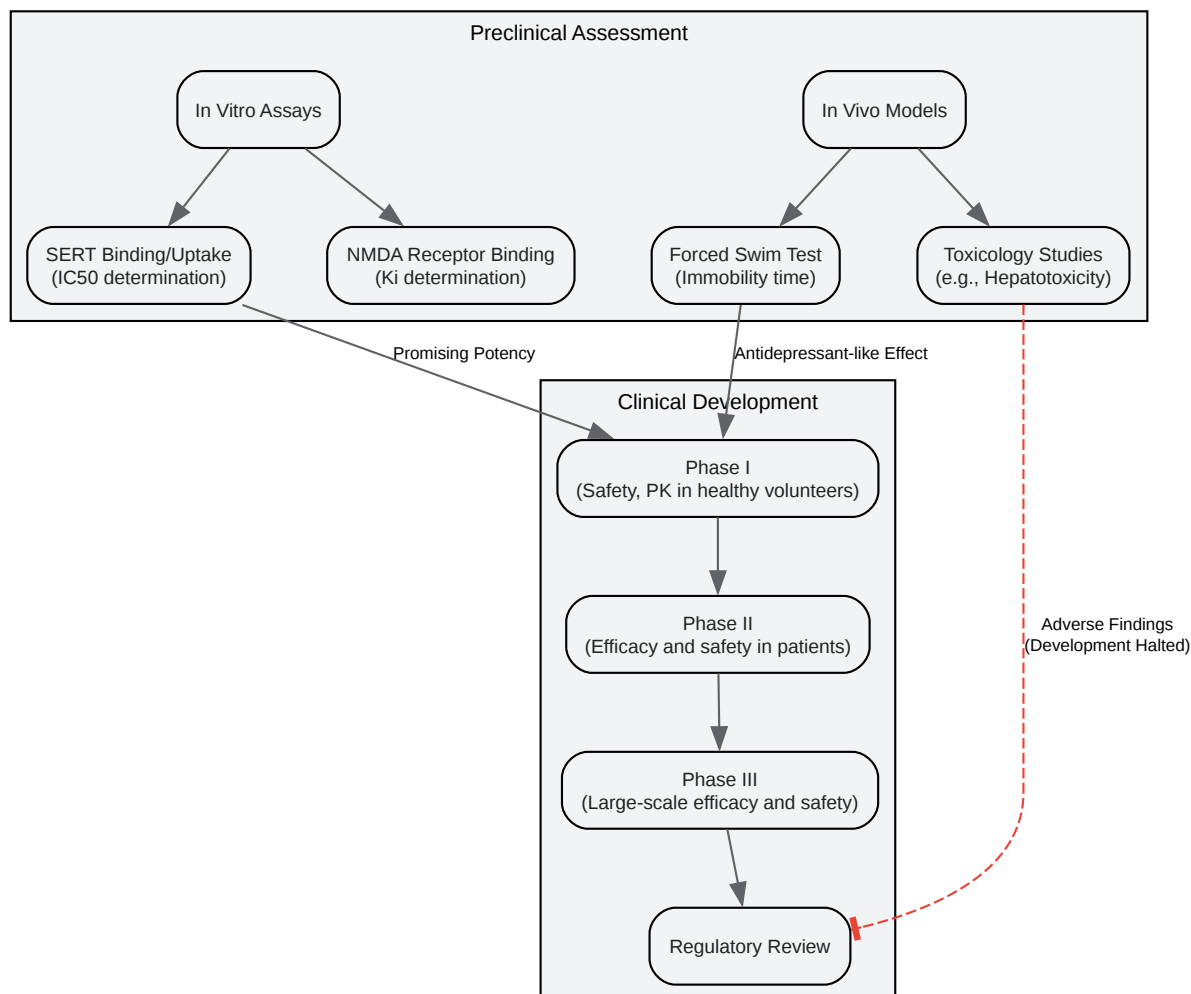 Preclinical Assessment
In Vitro Assays
In Vivo Models
SERT Binding/Uptake
(IC50 determination)
NMDA Receptor Binding
(Ki determination)
Forced Swim Test
(Immobility time)
Toxicology Studies
(e.g., Hepatotoxicity)
Promising Potency
Antidepressant-like Effect
Clinical Development
Phase I
(Safety, PK in healthy volunteers)
Phase II
(Efficacy and safety in patients)
Adverse Findings
(Development Halted)
Phase III
(Large-scale efficacy and safety)
Regulatory Review